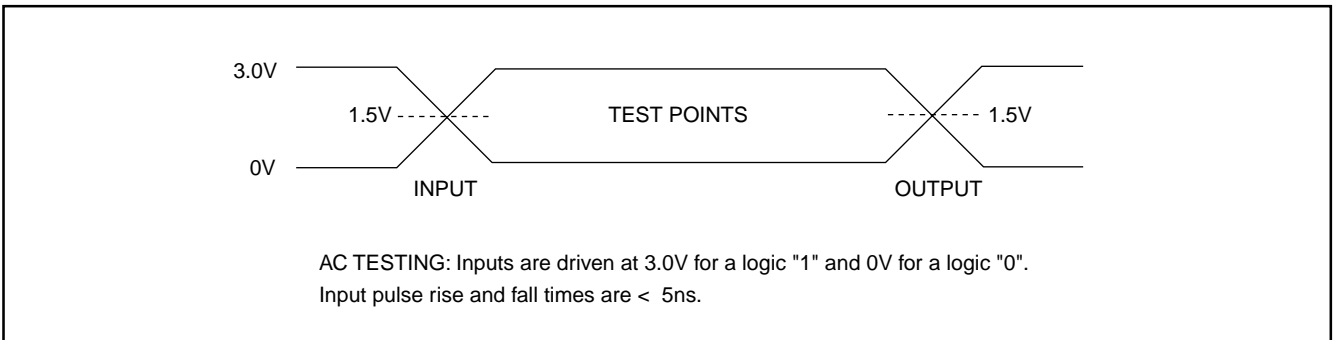 3.0V
1.5V TEST POINTS 1.5V
0V
INPUT OUTPUT
AC TESTING: Inputs are driven at 3.0V for a logic "1" and 0V for a logic "0".
Input pulse rise and fall times are < 5ns.